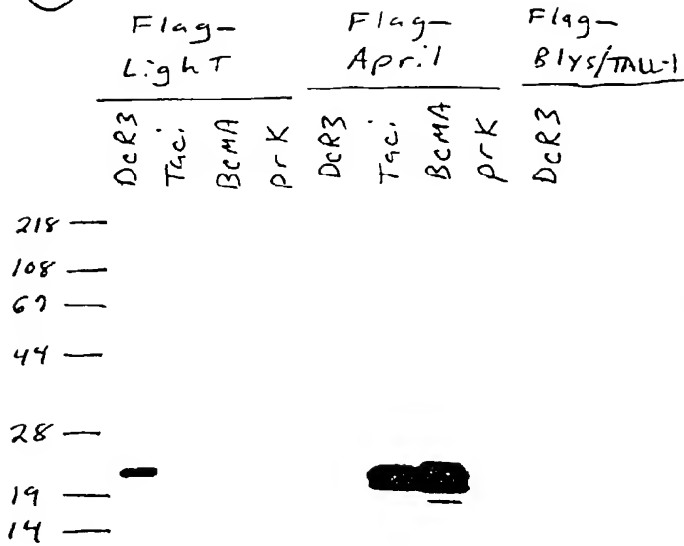 Flag- Flag- Flag-
LighT April Blys/TALL-1
DcR3 Taci BcMA prK DcR3 Taci BcMA prK DcR3
218
108
67
44
28
19
14